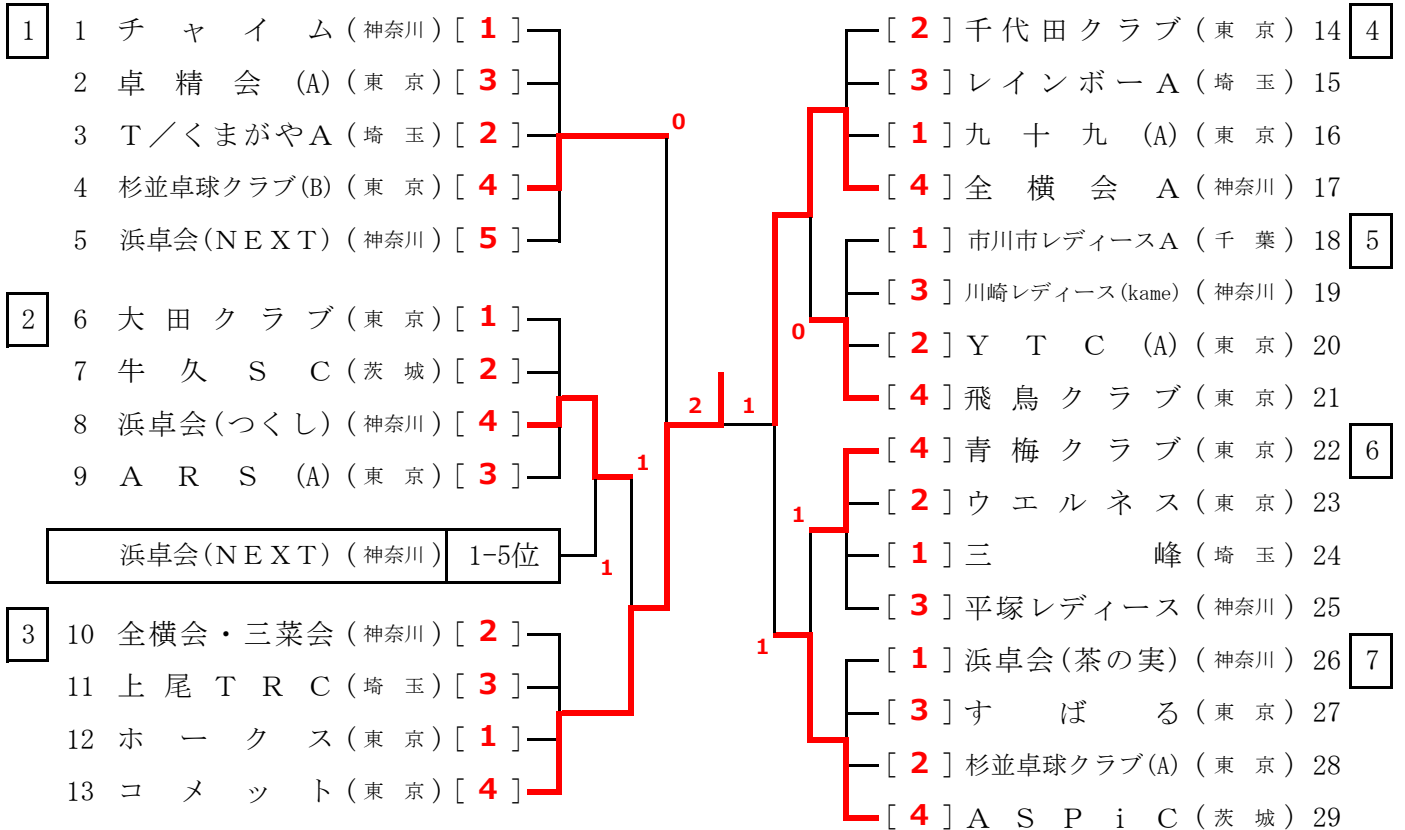 1 1 チャイム (神奈川) [ 1 ]
2 卓精会 (A) (東京) [ 3 ]
3 T／くまがやA (埼玉) [ 2 ]
4 杉並卓球クラブ(B) (東京) [ 4 ]
5 浜卓会(NEXT) (神奈川) [ 5 ]
0
2 6 大田クラブ (東京) [ 1 ]
7 牛久SC (茨城) [ 2 ]
8 浜卓会(つくし) (神奈川) [ 4 ]
9 ARS (A) (東京) [ 3 ]
1
浜卓会(NEXT) (神奈川) 1-5位
1
3 10 全横会・三菜会 (神奈川) [ 2 ]
11 上尾TRC (埼玉) [ 3 ]
12 ホークス (東京) [ 1 ]
13 コメット (東京) [ 4 ]
2 1
[ 2 ] 千代田クラブ (東京) 14 4
[ 3 ] レインボーA (埼玉) 15
[ 1 ] 九十九 (A) (東京) 16
[ 4 ] 全横会A (神奈川) 17
[ 1 ] 市川市レディースA (千葉) 18 5
[ 3 ] 川崎レディース(kame) (神奈川) 19
0
[ 2 ] YTC (A) (東京) 20
[ 4 ] 飛鳥クラブ (東京) 21
[ 4 ] 青梅クラブ (東京) 22 6
[ 2 ] ウエルネス (東京) 23
1
[ 1 ] 三峰 (埼玉) 24
[ 3 ] 平塚レディース (神奈川) 25
1
[ 1 ] 浜卓会(茶の実) (神奈川) 26 7
[ 3 ] すばる (東京) 27
[ 2 ] 杉並卓球クラブ(A) (東京) 28
[ 4 ] ASPiC (茨城) 29